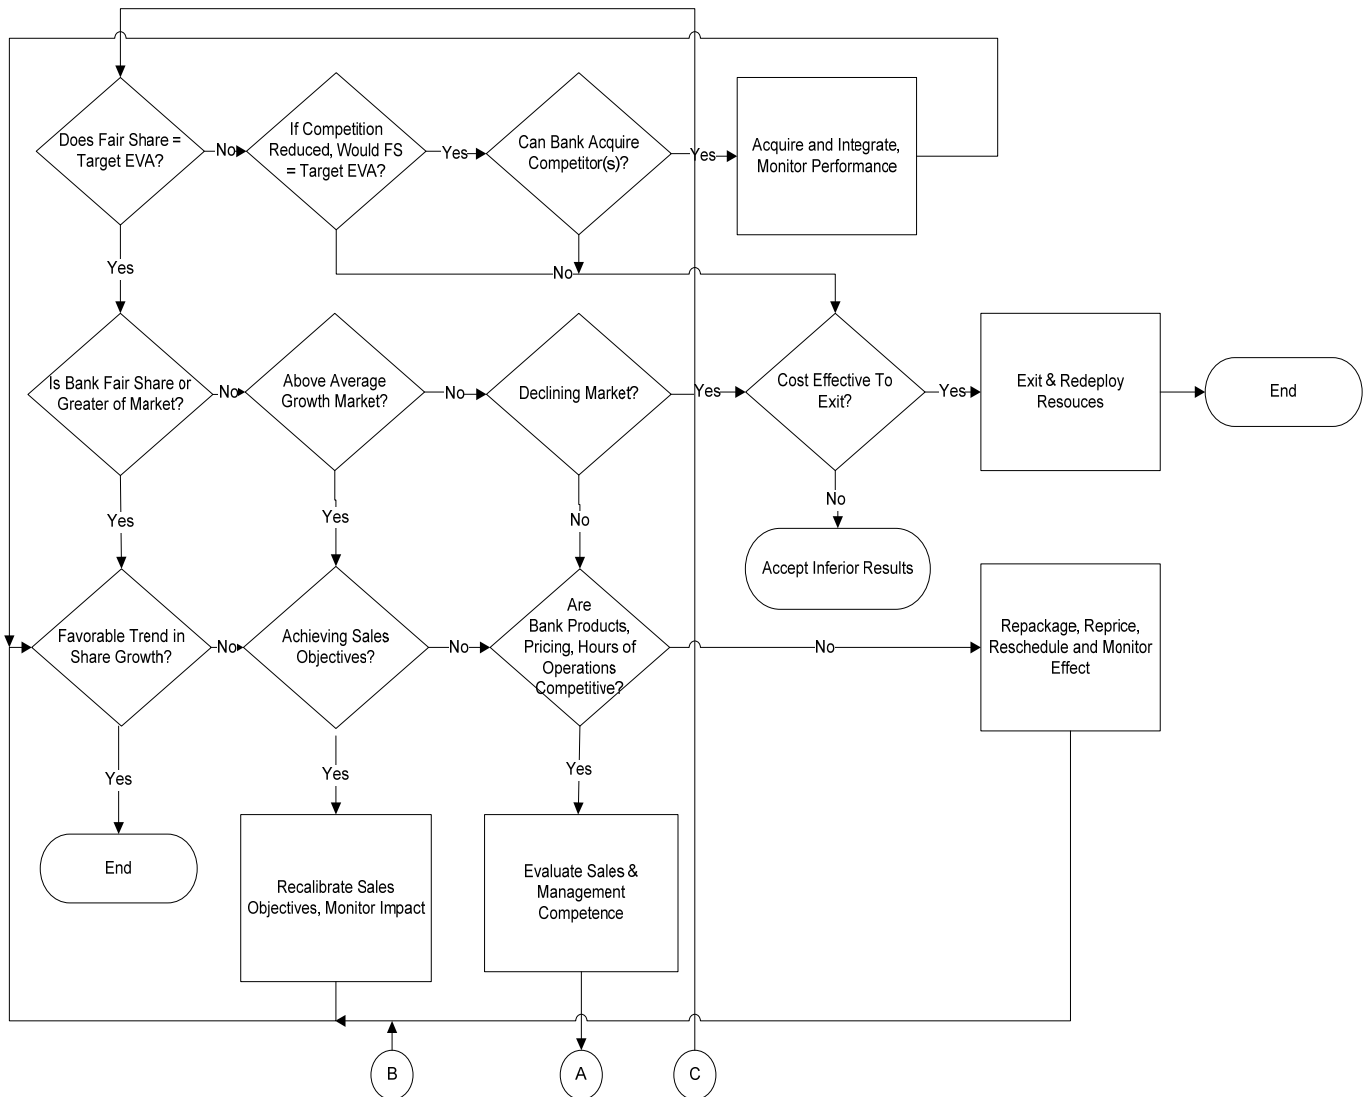 Does Fair Share =
Target EVA?
No
If Competition
Reduced, Would FS
= Target EVA?
Yes
Can Bank Acquire
Competitor(s)?
Yes
Acquire and Integrate,
Monitor Performance
Yes
No
Is Bank Fair Share or
Greater of Market?
No
Above Average
Growth Market?
No
Declining Market?
Yes
Cost Effective To
Exit?
Yes
Exit & Redeploy
Resouces
End
Yes
Yes
No
No
Accept Inferior Results
Favorable Trend in
Share Growth?
No
Achieving Sales
Objectives?
No
Are
Bank Products,
Pricing, Hours of
Operations
Competitive?
No
Repackage, Reprice,
Reschedule and Monitor
Effect
Yes
Yes
Yes
End
Recalibrate Sales
Objectives, Monitor Impact
Evaluate Sales &
Management
Competence
B
A
C